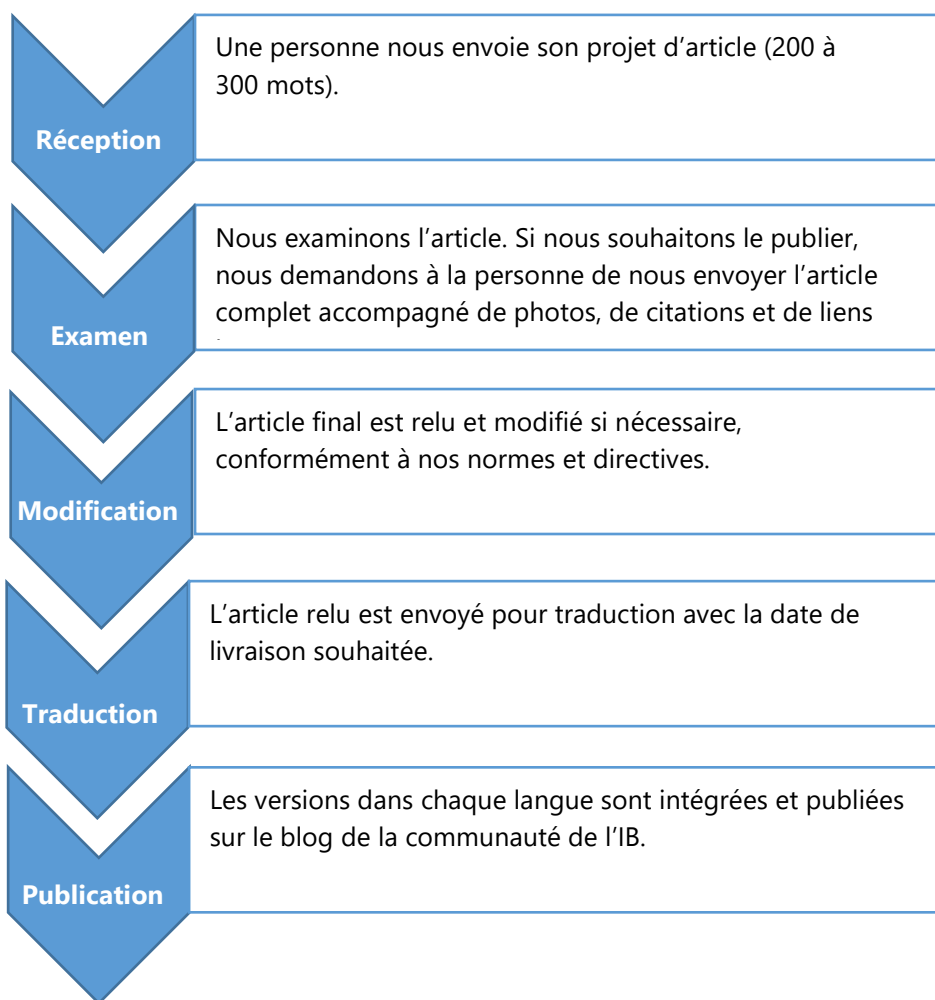 Une personne nous envoie son projet d’article (200 à
300 mots).
Réception
Nous examinons l’article. Si nous souhaitons le publier,
nous demandons à la personne de nous envoyer l’article
complet accompagné de photos, de citations et de liens
Examen
L’article final est relu et modifié si nécessaire,
conformément à nos normes et directives.
Modification
L’article relu est envoyé pour traduction avec la date de
livraison souhaitée.
Traduction
Les versions dans chaque langue sont intégrées et publiées
sur le blog de la communauté de l’IB.
Publication